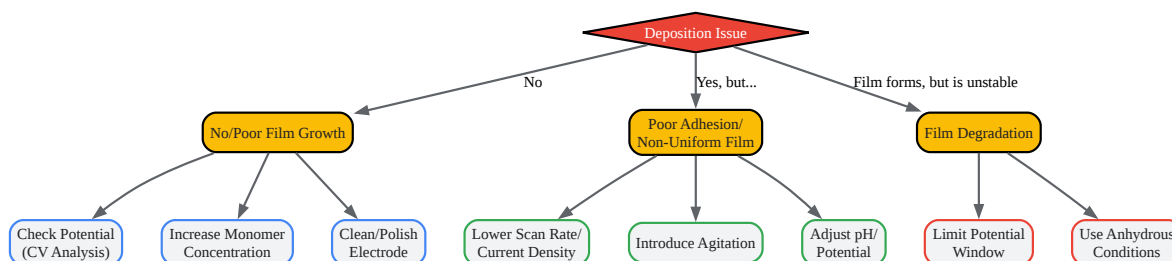 Deposition Issue
No
Yes, but...
Film forms, but is unstable
No/Poor Film Growth
Poor Adhesion/
Non-Uniform Film
Film Degradation
Check Potential
(CV Analysis)
Increase Monomer
Concentration
Clean/Polish
Electrode
Lower Scan Rate/
Current Density
Introduce Agitation
Adjust pH/
Potential
Limit Potential
Window
Use Anhydrous
Conditions